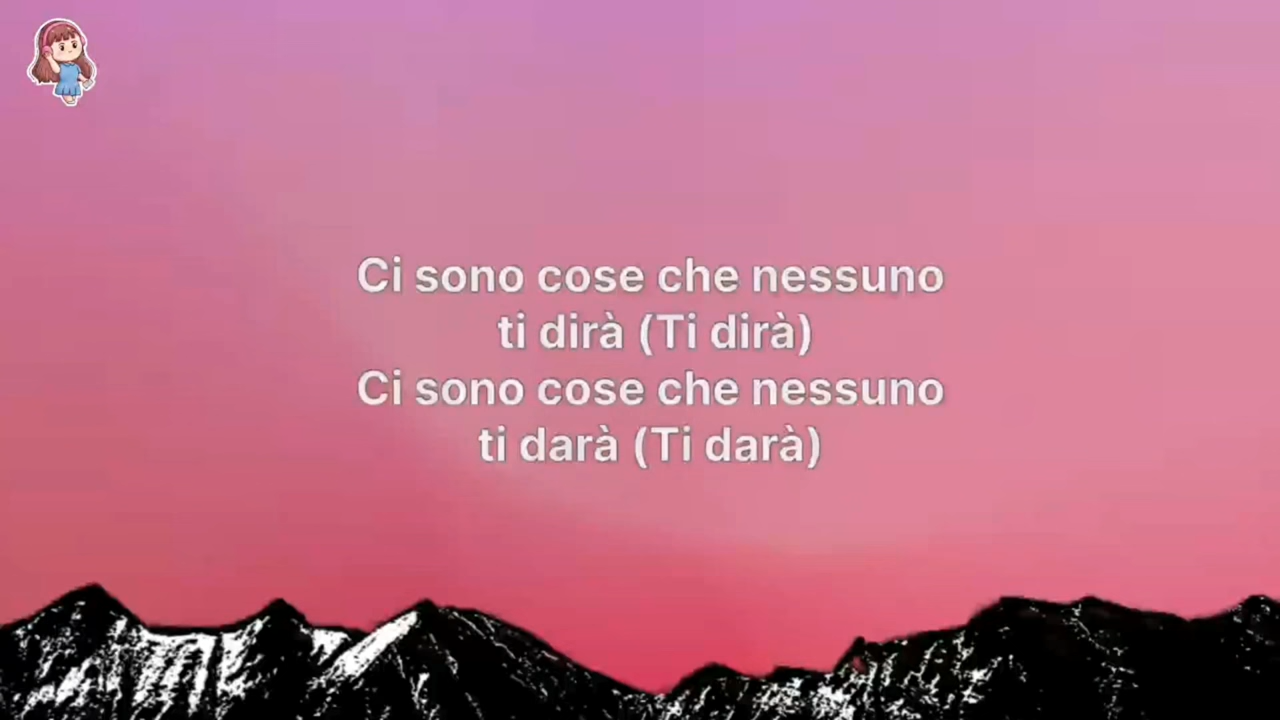 Ci sono cose che nessuno
ti dirà (Ti dirà)
Ci sono cose che nessuno
ti darà (Ti darà)